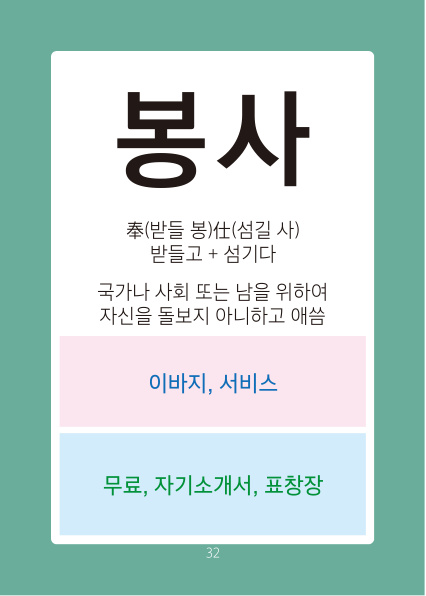 봉사
奉(받들 봉)仕(섬길 사)
받들고 + 섬기다
국가나 사회 또는 남을 위하여
자신을 돌보지 아니하고 애씀
이바지, 서비스
무료, 자기소개서, 표창장
32